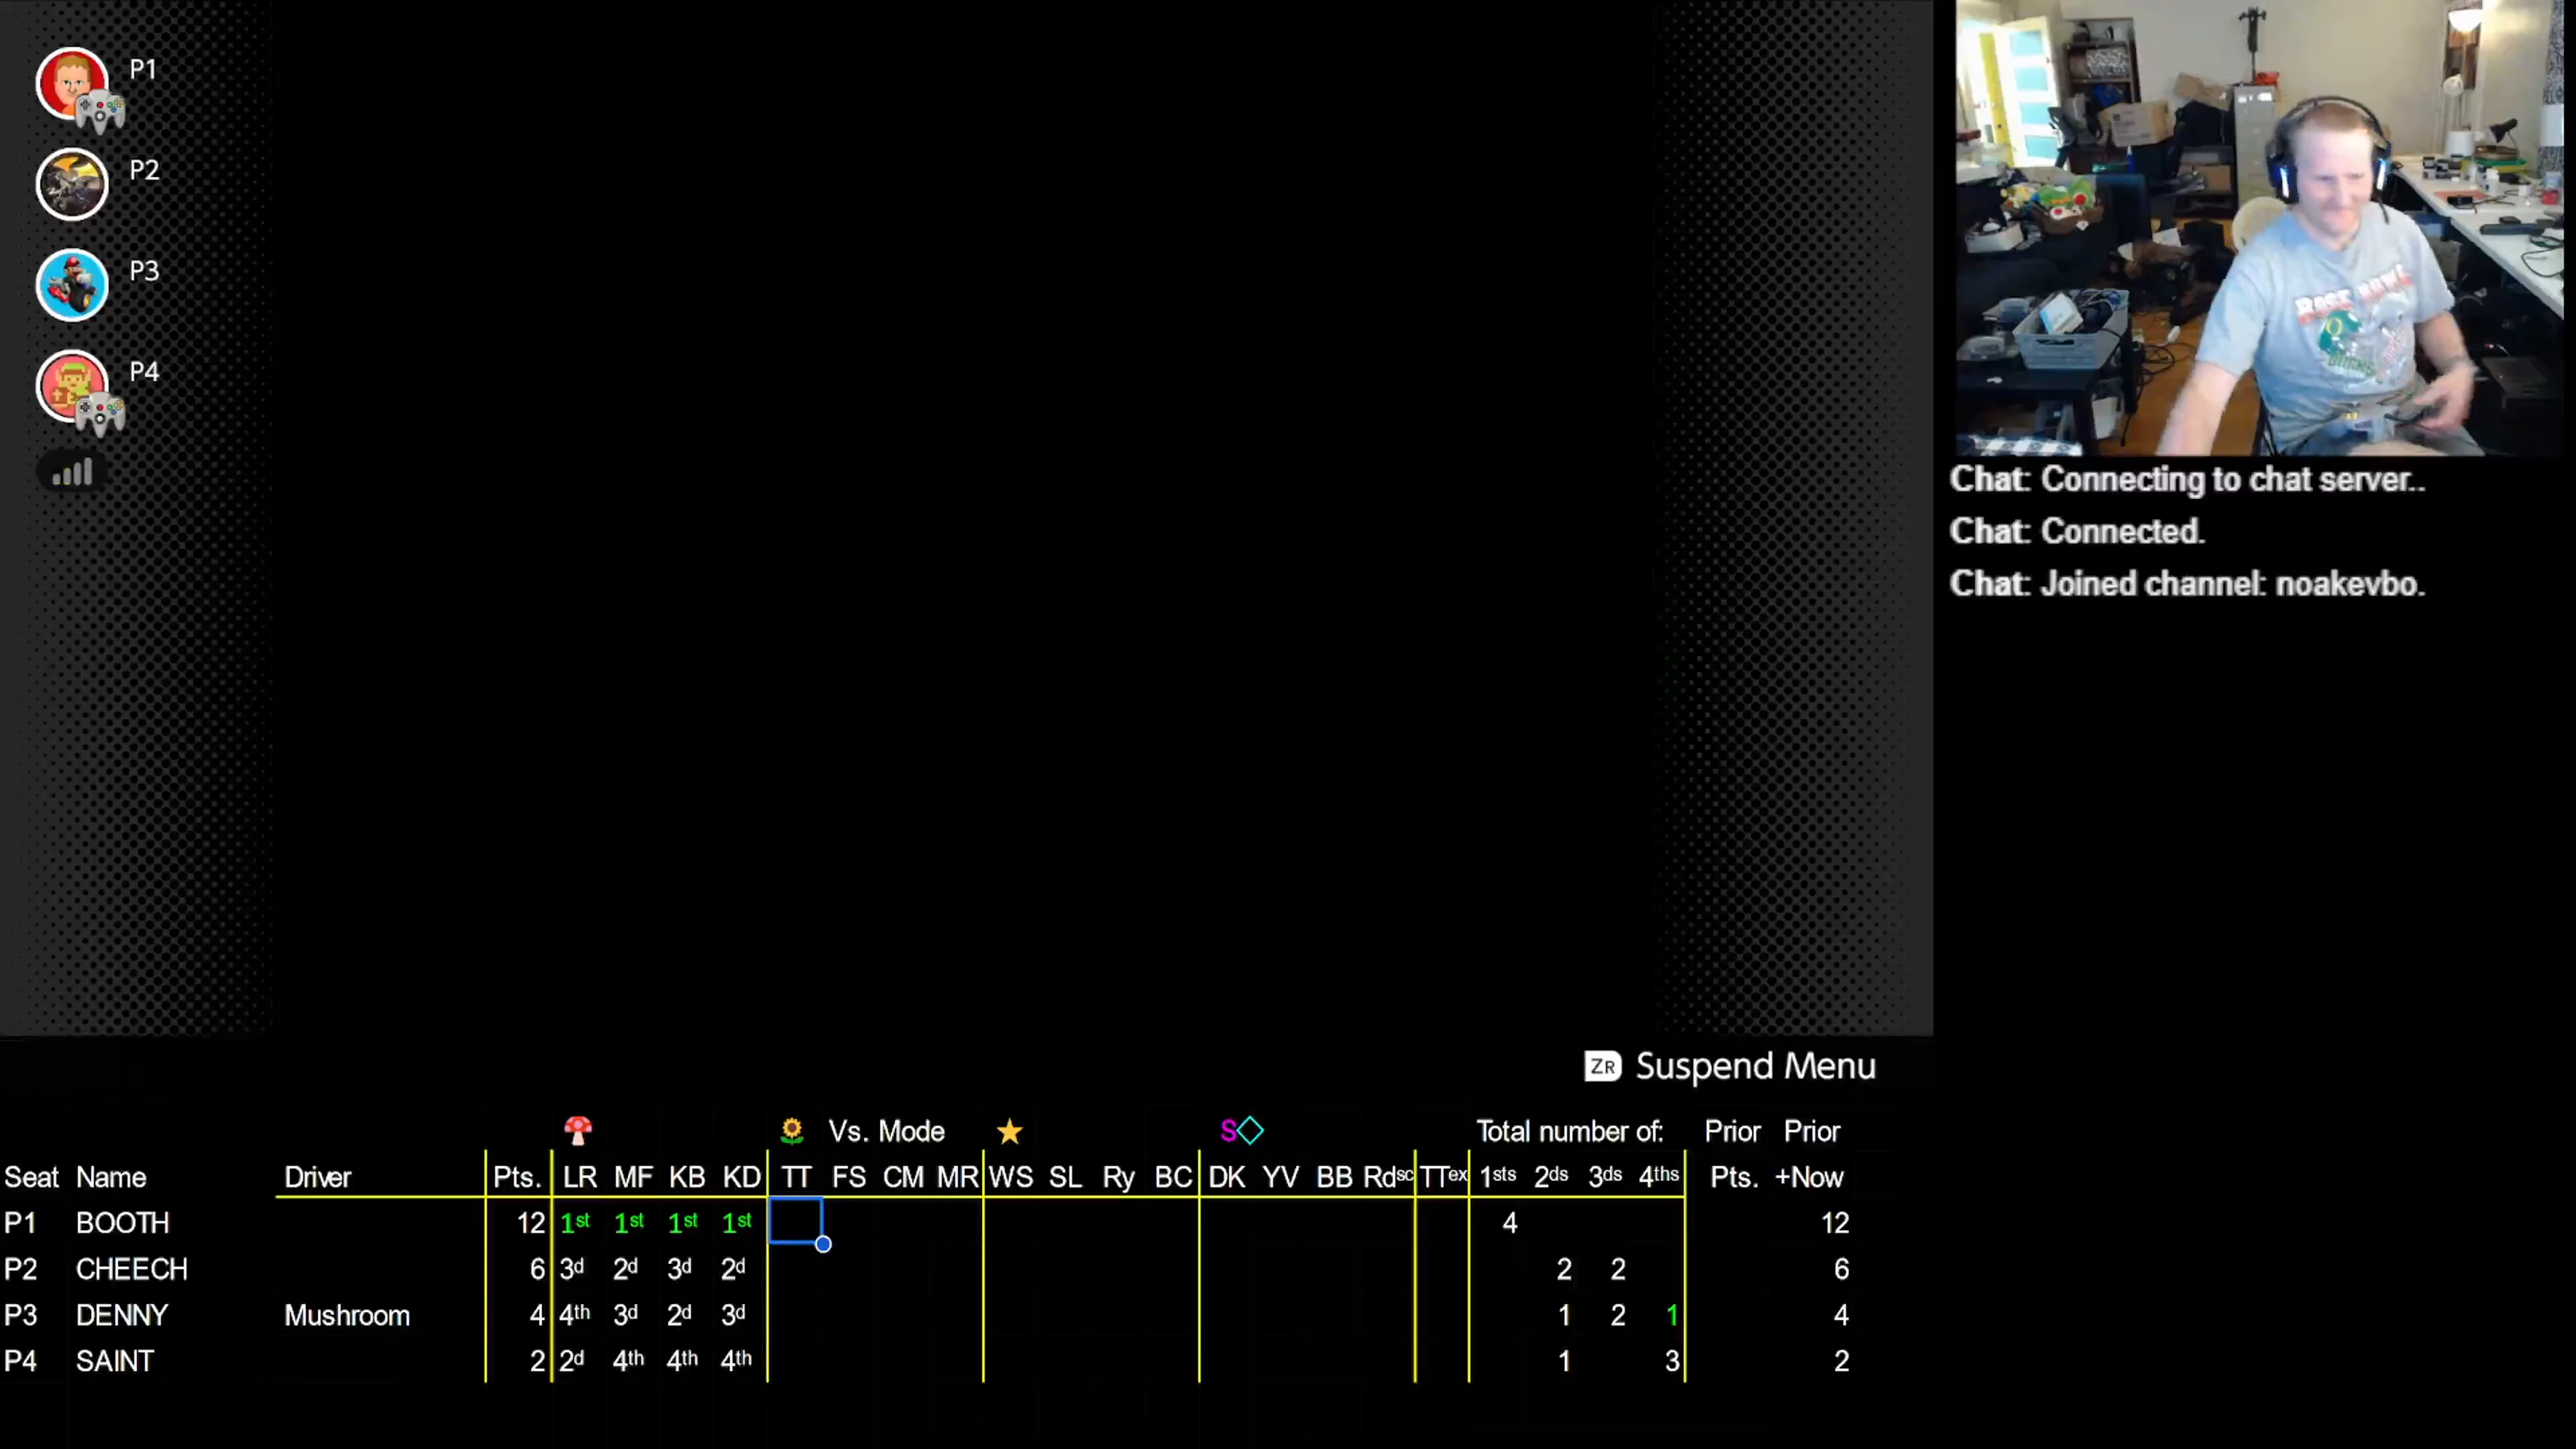 P1
P2
P3
P4
Chat: Connecting to chat server..
Chat: Connected.
Chat: Joined channel: noakevbo.
ROSE BOWL
ZR Suspend Menu
Vs. Mode S Total number of: Prior Prior
Seat Name Driver Pts. LR MF KB KD TT FS CM MR WS SL Ry BC DK YV BB Rdsc TTex 1sts 2ds 3ds 4ths Pts. +Now
P1 BOOTH 12 1st 1st 1st 1st 4 12
P2 CHEECH 6 3d 2d 3d 2d 2 2 6
P3 DENNY Mushroom 4 4th 3d 2d 3d 1 2 1 4
P4 SAINT 2 2d 4th 4th 4th 1 3 2